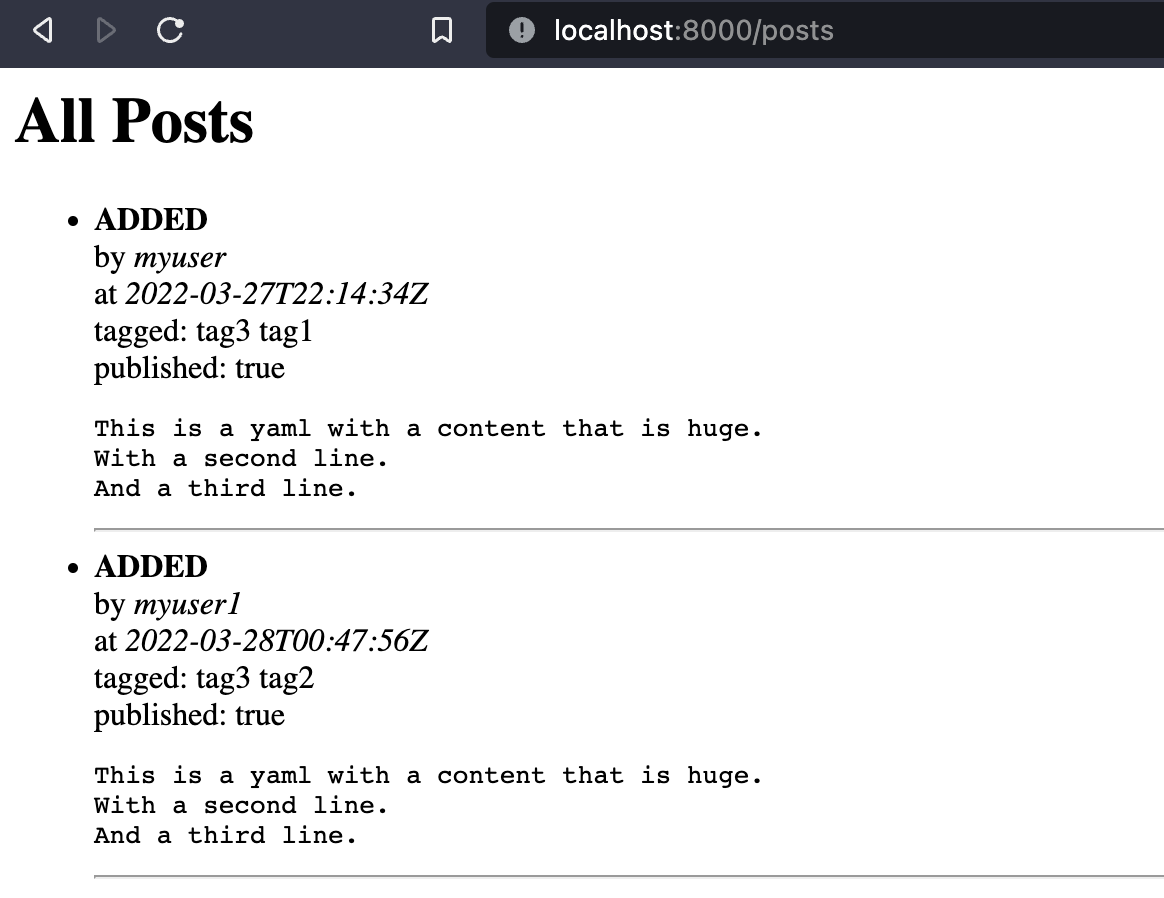 localhost:8000/posts
All Posts
ADDED
by myuser
at 2022-03-27T22:14:34Z
tagged: tag3 tag1
published: true
This is a yaml with a content that is huge.
With a second line.
And a third line.
ADDED
by myuser1
at 2022-03-28T00:47:56Z
tagged: tag3 tag2
published: true
This is a yaml with a content that is huge.
With a second line.
And a third line.